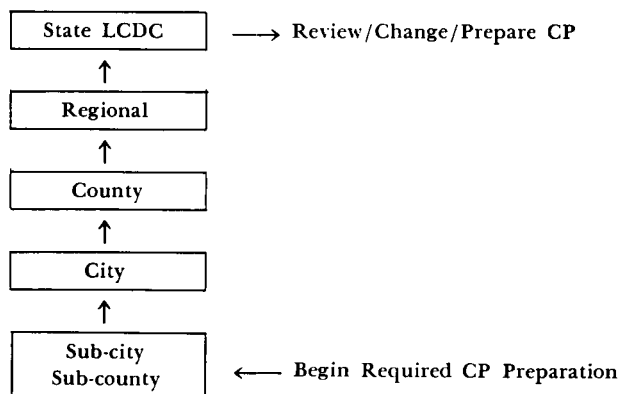 State LCDC → Review/Change/Prepare CP
↑
Regional
↑
County
↑
City
↑
Sub-city
Sub-county ← Begin Required CP Preparation